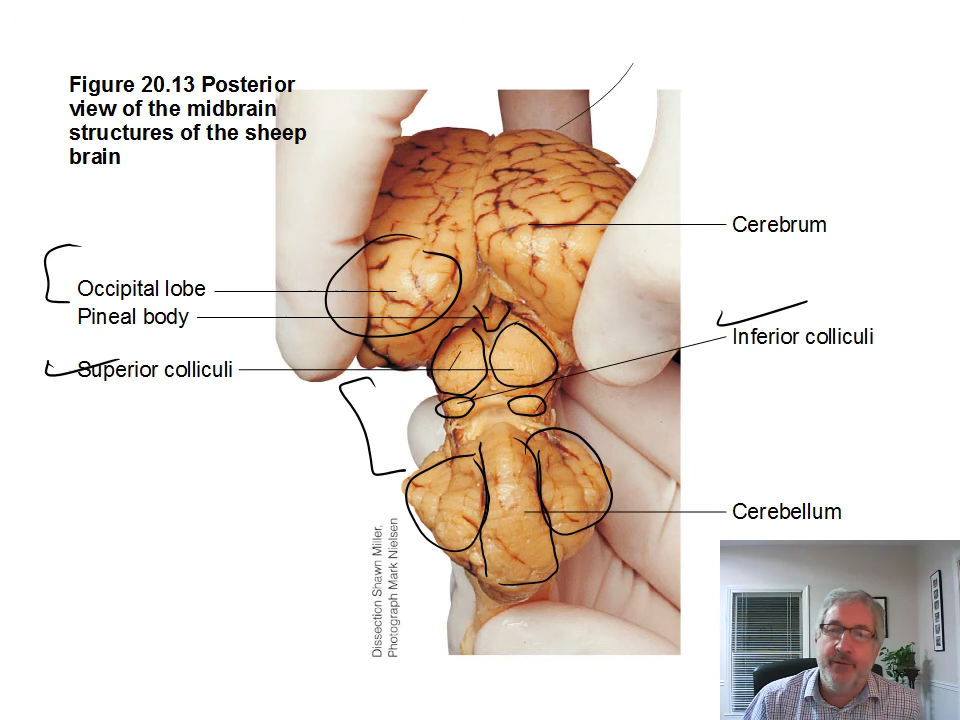 Figure 20.13 Posterior
view of the midbrain
structures of the sheep
brain
Cerebrum
Occipital lobe
Pineal body
Inferior colliculi
Superior colliculi
Cerebellum
Dissection Shawn Miller,
Photograph Mark Nielsen